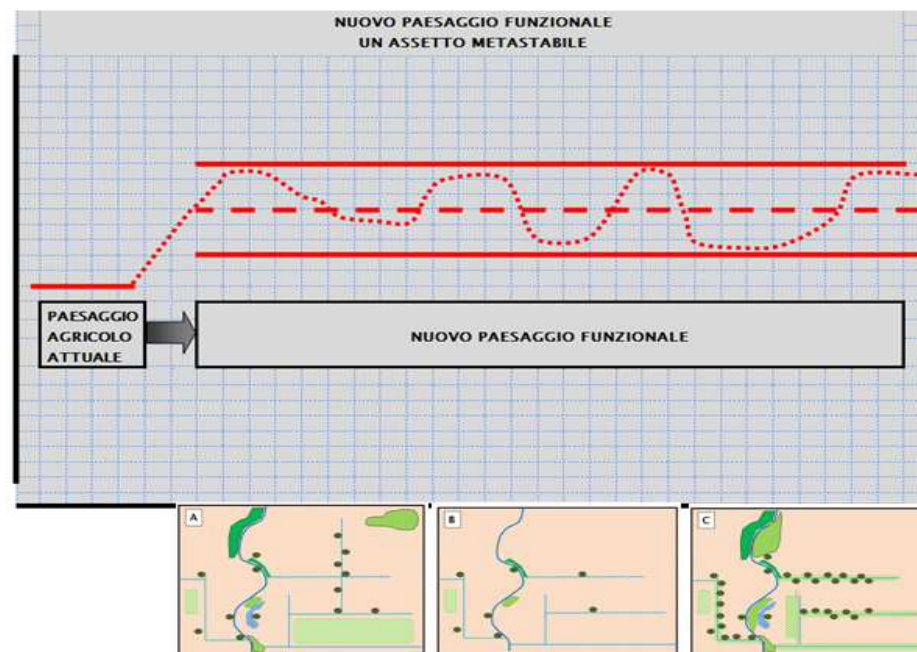 NUOVO PAESAGGIO FUNZIONALE
UN ASSETTO METASTABILE
PAESAGGIO
AGRICOLO
ATTUALE
NUOVO PAESAGGIO FUNZIONALE
A
B
C